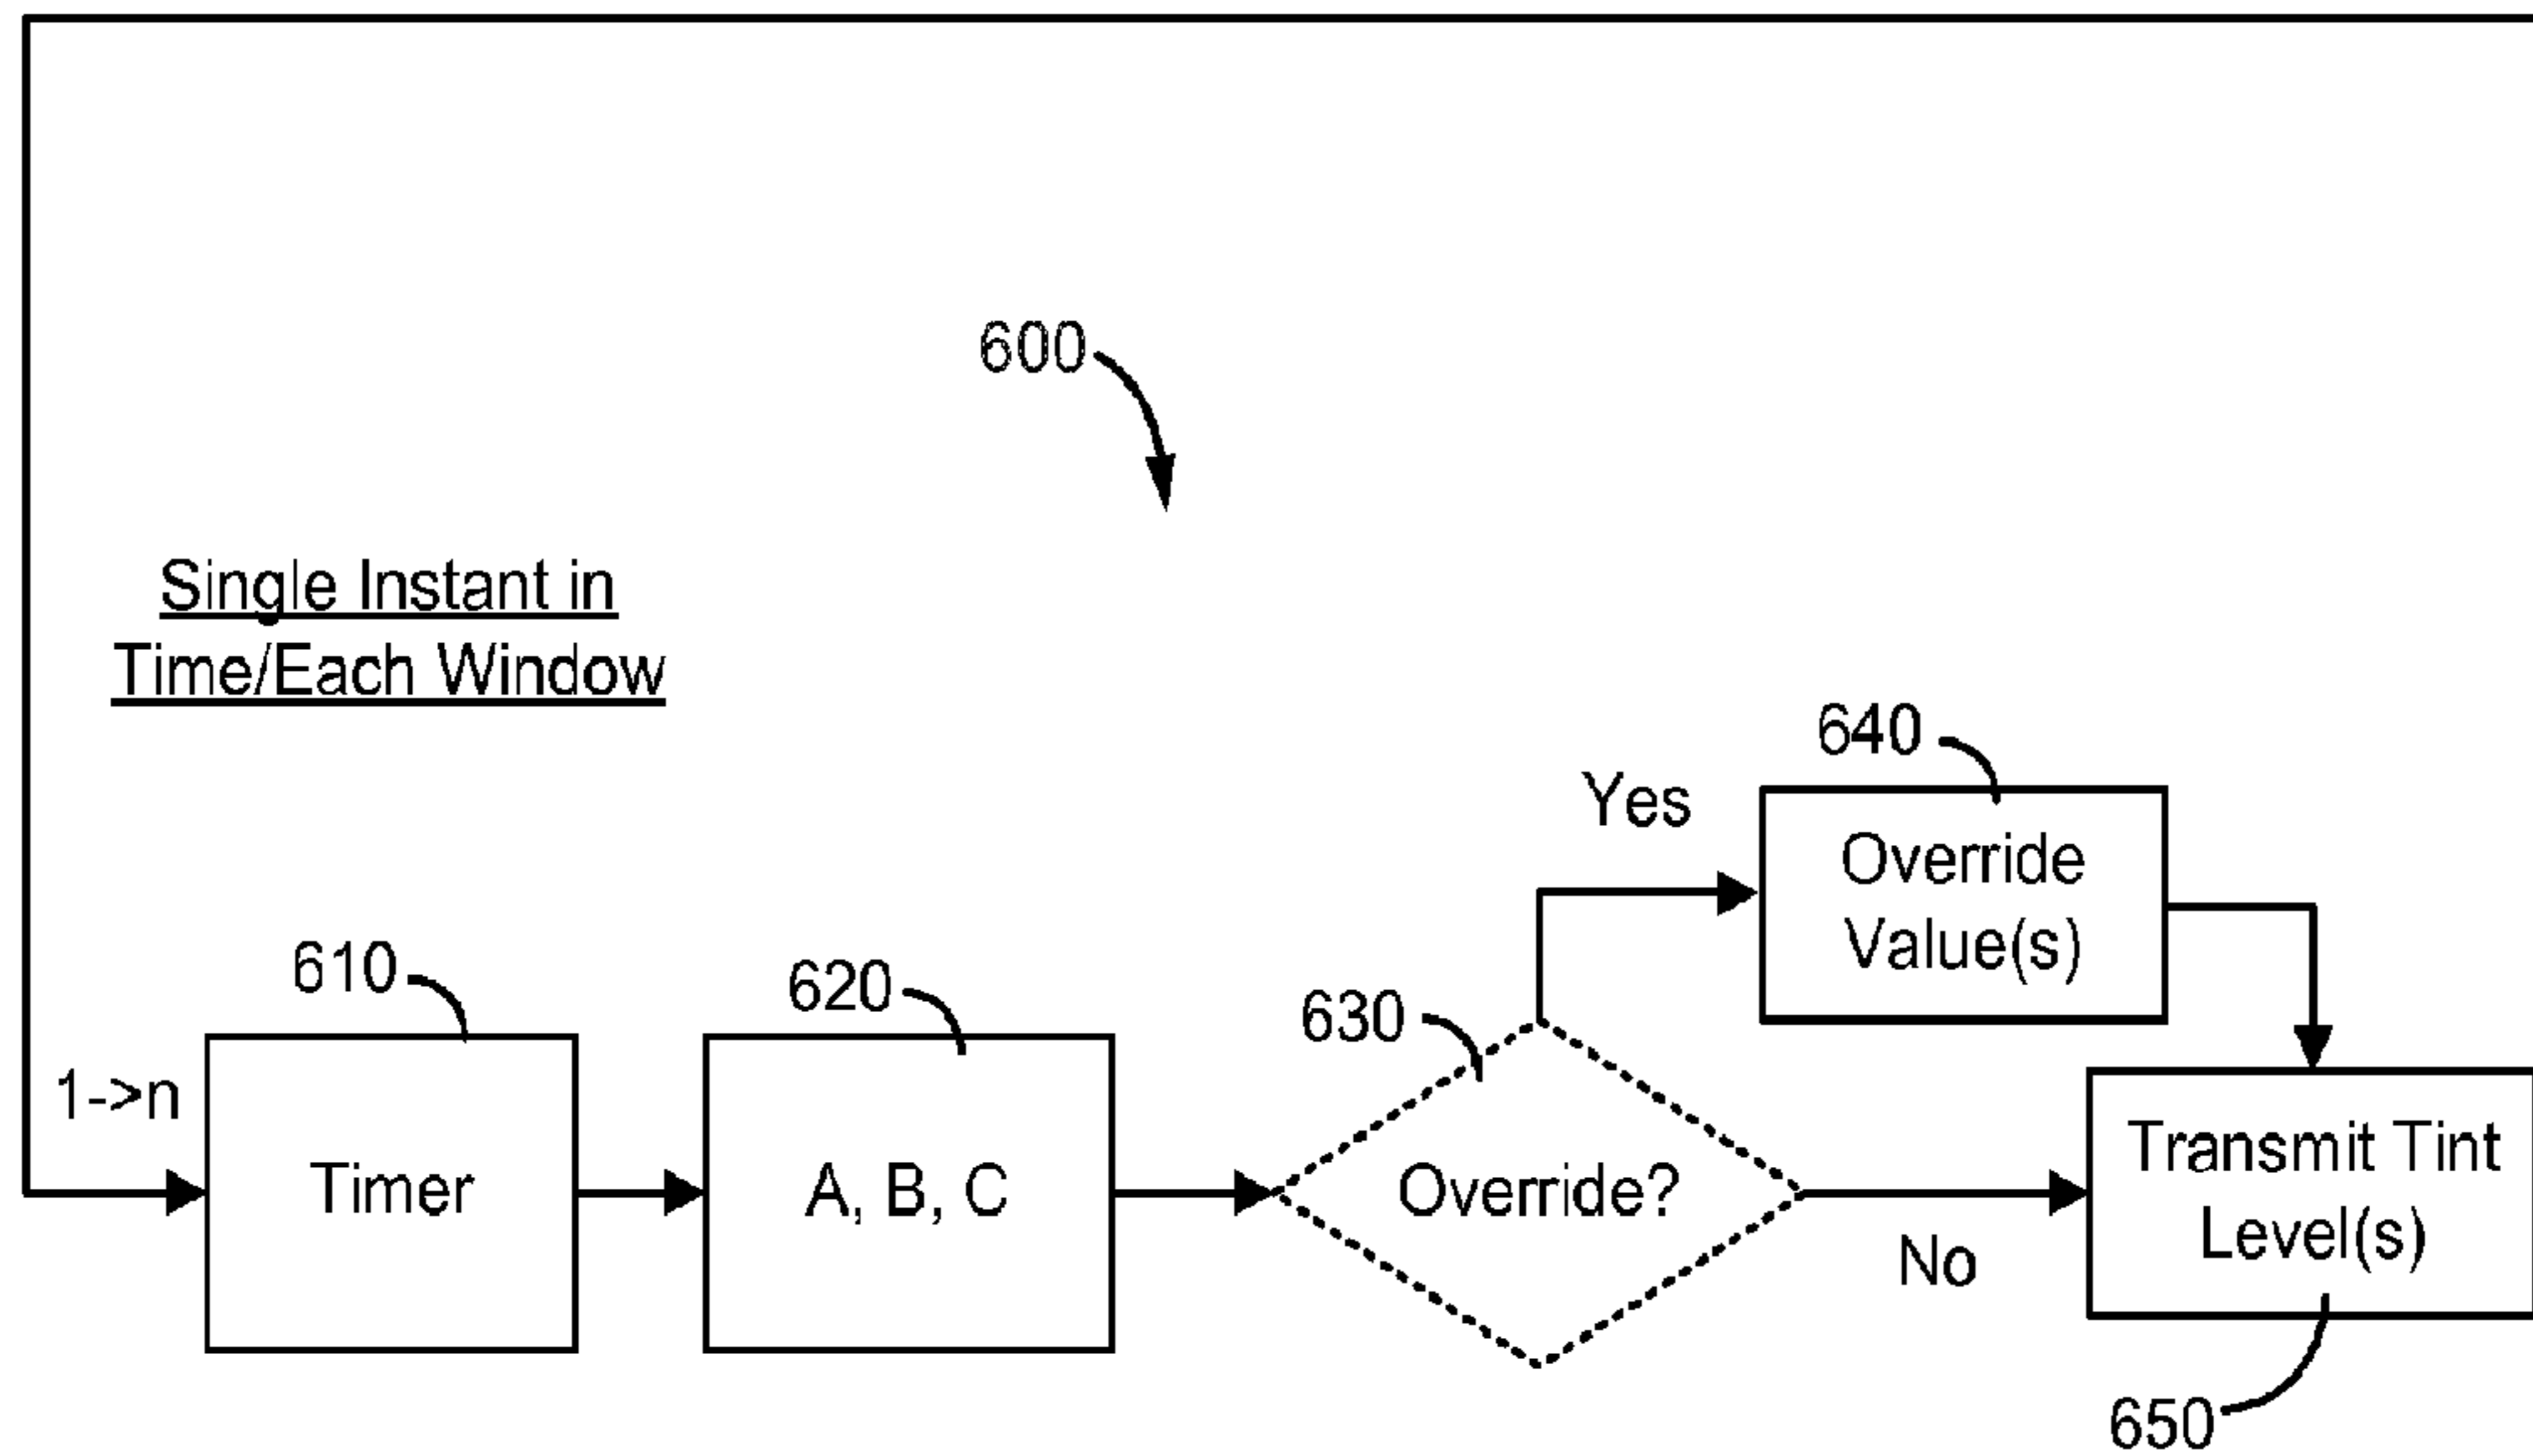 600
Single Instant in
Time/Each Window
640
Yes
Override
Value(s)
610
620
630
1->n
Timer
A, B, C
Override?
No
Transmit Tint
Level(s)
650